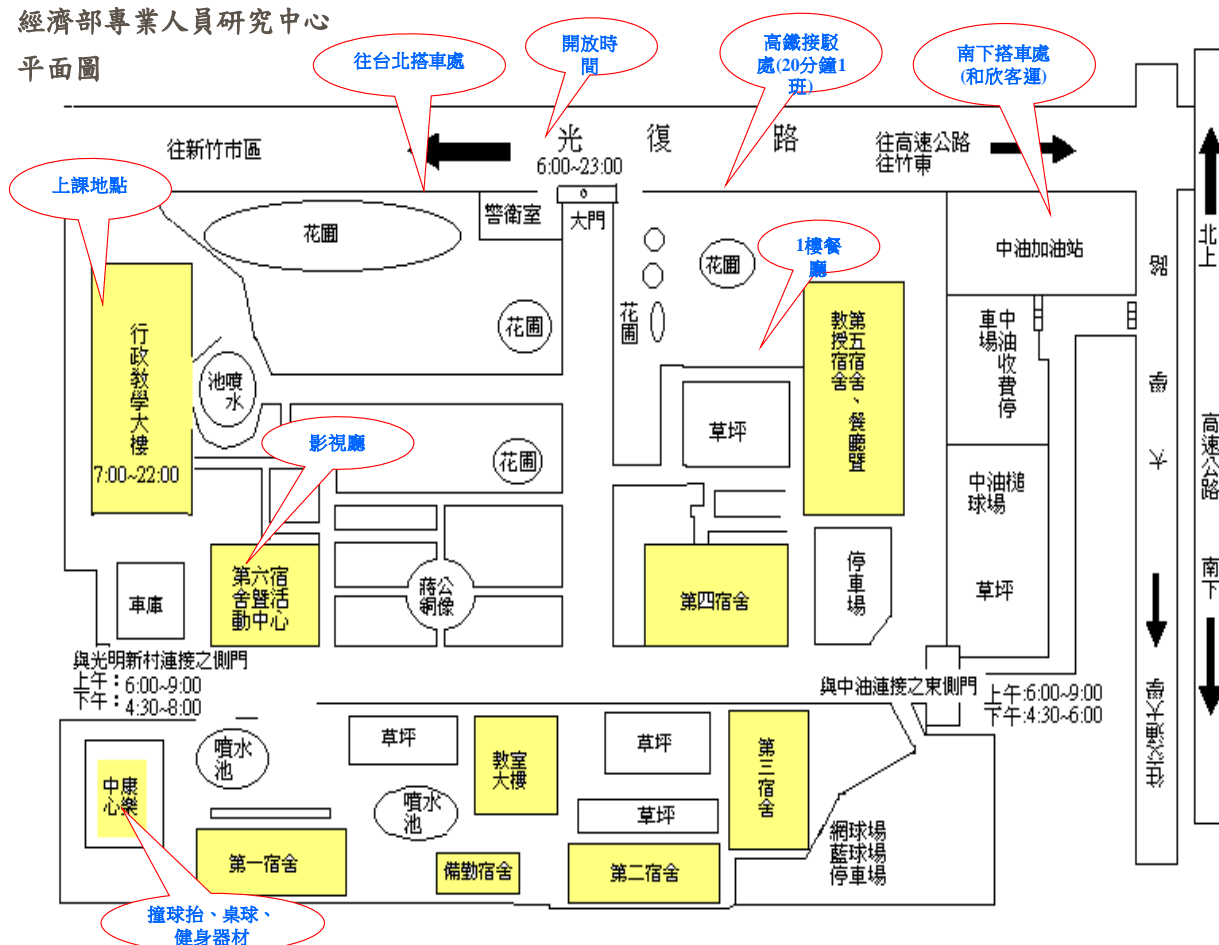 經濟部專業人員研究中心
平面圖
往台北搭車處
開放時
間
高鐵接駁
處(20分鐘1
班)
南下搭車處
(和欣客運)
往新竹市區
光復路
6:00~23:00
往高速公路
往竹東
上課地點
花圃
警衛室
大門
花圃
1樓餐
廳
中油加油站
北上
花圃
花圃
行政教學大樓
7:00~22:00
噴水
池
第五宿舍、餐廳暨
教授宿舍
中油收費停
車場
大學路
草坪
影視廳
花圃
高速公路
中油槌
球場
第六宿
舍暨活
動中心
蔣公
銅像
第四宿舍
停車場
草坪
南下
車庫
與光明新村連接之側門
上午：6:00~9:00
下午：4:30~8:00
與中油連接之東側門
上午:6:00~9:00
下午:4:30~6:00
往交通大學
噴水
池
草坪
教室
大樓
草坪
第三宿舍
康樂
中心
噴水
池
草坪
網球場
藍球場
停車場
第一宿舍
備勤宿舍
第二宿舍
撞球抬、桌球、
健身器材